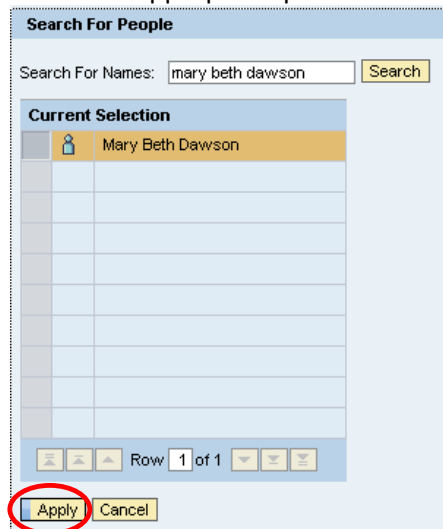 Search For People
Search For Names: mary beth dawson Search
Current Selection
Mary Beth Dawson
Row 1 of 1
Apply Cancel